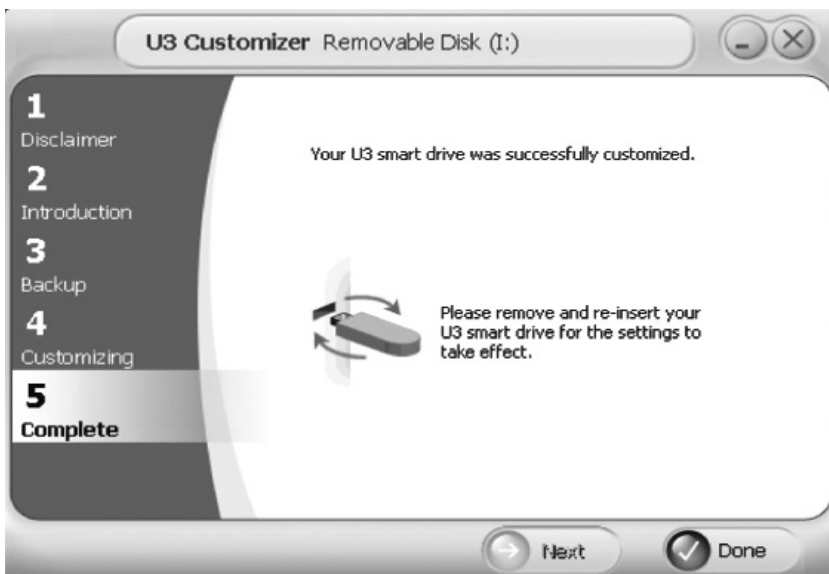 U3 Customizer Removable Disk (I:)
1
Disclaimer
2
Introduction
3
Backup
4
Customizing
5
Complete
Your U3 smart drive was successfully customized.
Please remove and re-insert your
U3 smart drive for the settings to
take effect.
Next
Done